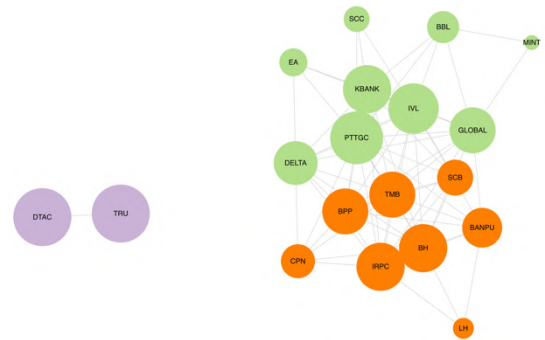 SCC
BBL
MINT
EA
KBANK
IVL
GLOBAL
PTTGC
DELTA
SCB
TMB
BPP
BANPU
DTAC
TRU
BH
CPN
IRPC
LH